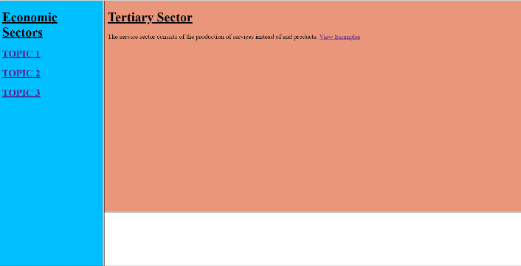 Economic
Sectors
TOPIC 1
TOPIC 2
TOPIC 3
Tertiary Sector
The service sector consists of the production of services instead of end products. View Examples